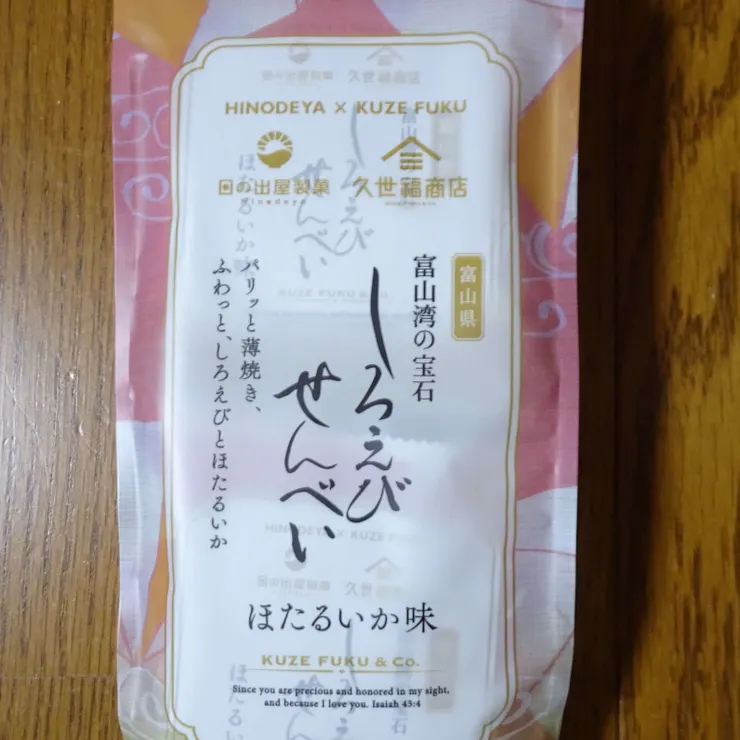 HINODEYA × KUZE FUKU
日の出屋製菓
Hinodeya
久世福商店
富山県
富山湾の宝石
しろえび
せんべい
パリッと薄焼き、
ふわっと、しろえびとほたるいか
ほたるいか味
KUZE FUKU & Co.
Since you are precious and honored in my sight,
and because I love you. Isaiah 43:4